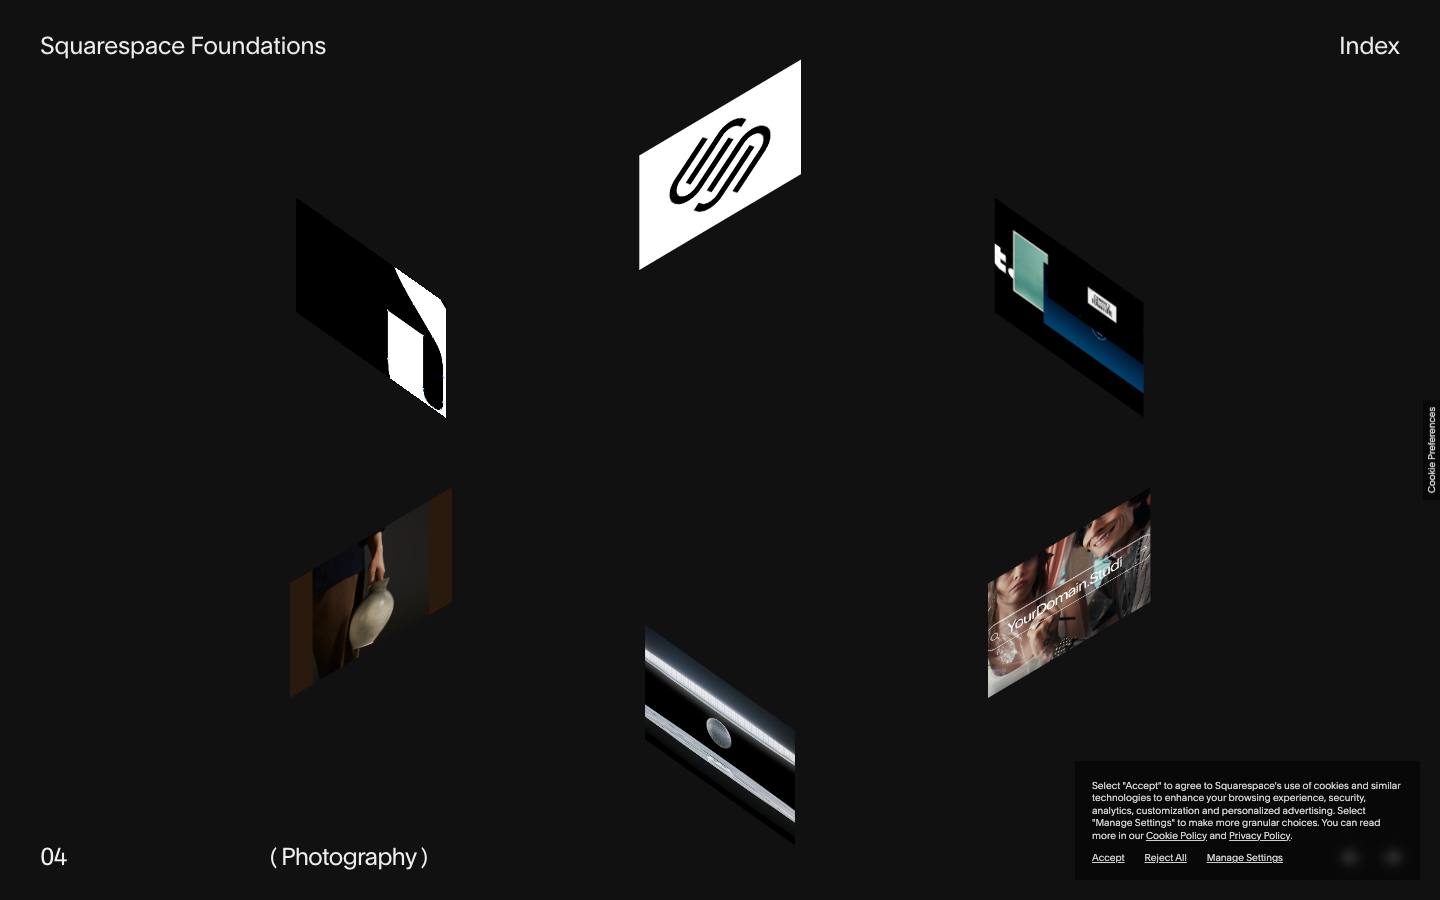 Squarespace Foundations
Index
YourDomain.Studi
Cookie Preferences
Select "Accept" to agree to Squarespace's use of cookies and similar
technologies to enhance your browsing experience, security,
analytics, customization and personalized advertising. Select
"Manage Settings" to make more granular choices. You can read
more in our Cookie Policy and Privacy Policy.
Accept Reject All Manage Settings
04
( Photography )